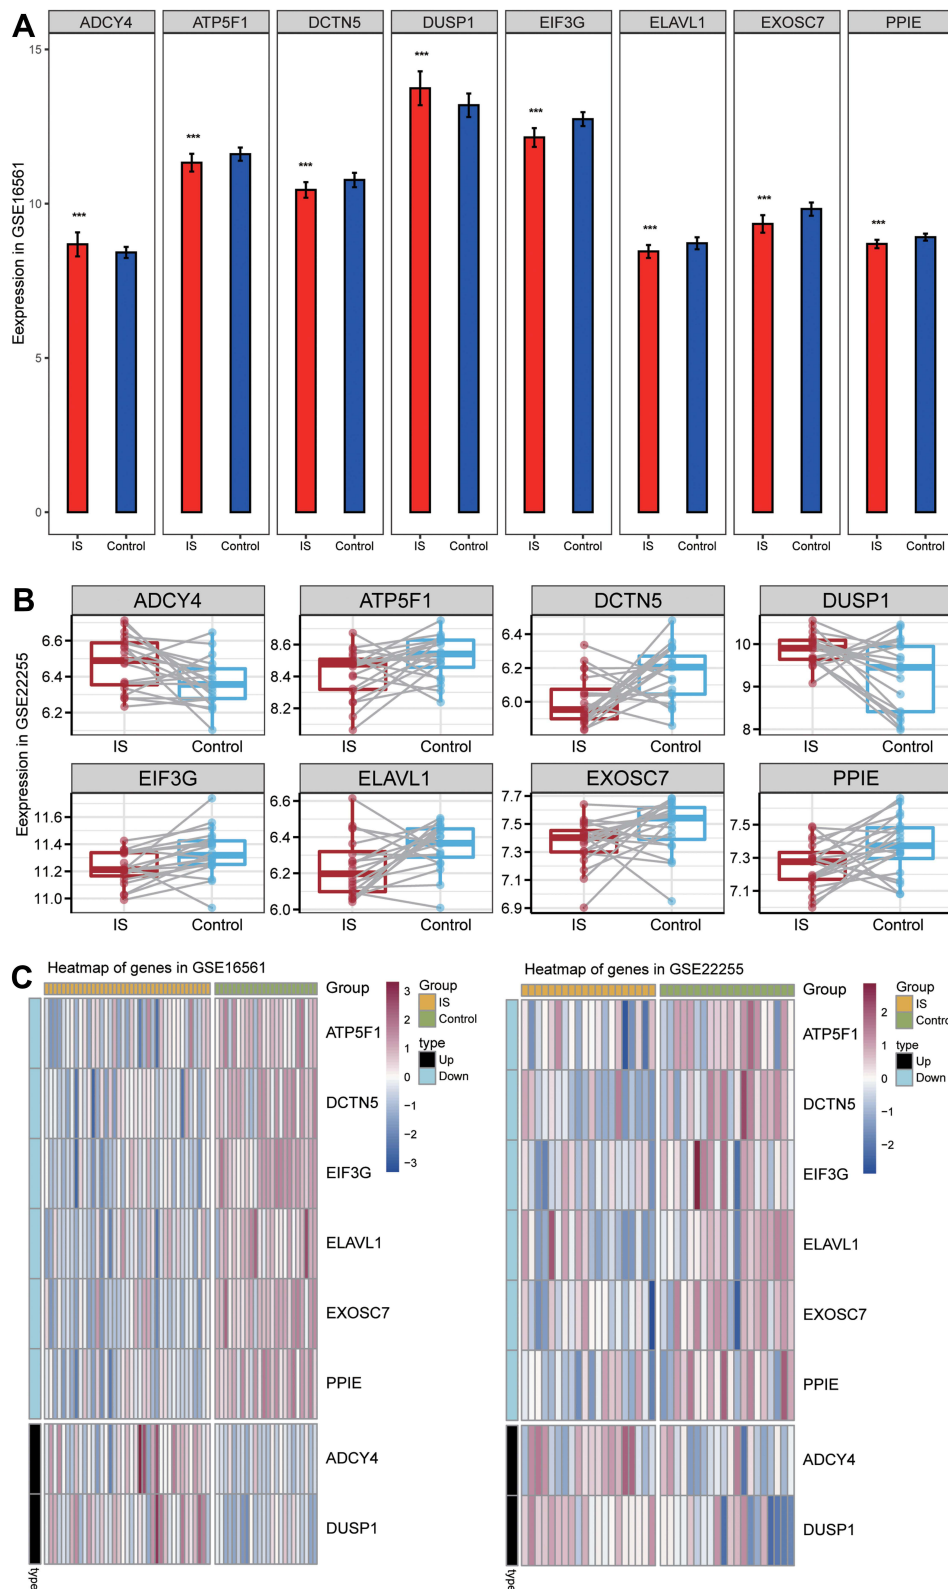 A
ADCY4 ATP5F1 DCTN5 DUSP1 EIF3G ELAVL1 EXOSC7 PPIE
Eexpression in GSE16561
15
10
5
0
*** *** *** *** *** *** *** ***
IS Control IS Control IS Control IS Control IS Control IS Control IS Control IS Control
B
Eexpression in GSE22255
ADCY4 ATP5F1 DCTN5 DUSP1
6.6 6.4 6.2
8.6 8.4 8.2
6.4 6.2 6.0
10 9 8
IS Control IS Control IS Control IS Control
EIF3G ELAVL1 EXOSC7 PPIE
11.6 11.4 11.2 11.0
6.6 6.4 6.2 6.0
7.7 7.5 7.3 7.1 6.9
7.5 7.3 7.1
IS Control IS Control IS Control IS Control
C
Heatmap of genes in GSE16561
Group
ATP5F1
DCTN5
EIF3G
ELAVL1
EXOSC7
PPIE
ADCY4
DUSP1
type
3
2
1
0
−1
−2
−3
Group
IS
Control
type
Up
Down
Heatmap of genes in GSE22255
Group
ATP5F1
DCTN5
EIF3G
ELAVL1
EXOSC7
PPIE
ADCY4
DUSP1
type
2
1
0
−1
−2
Group
IS
Contro
type
Up
Down